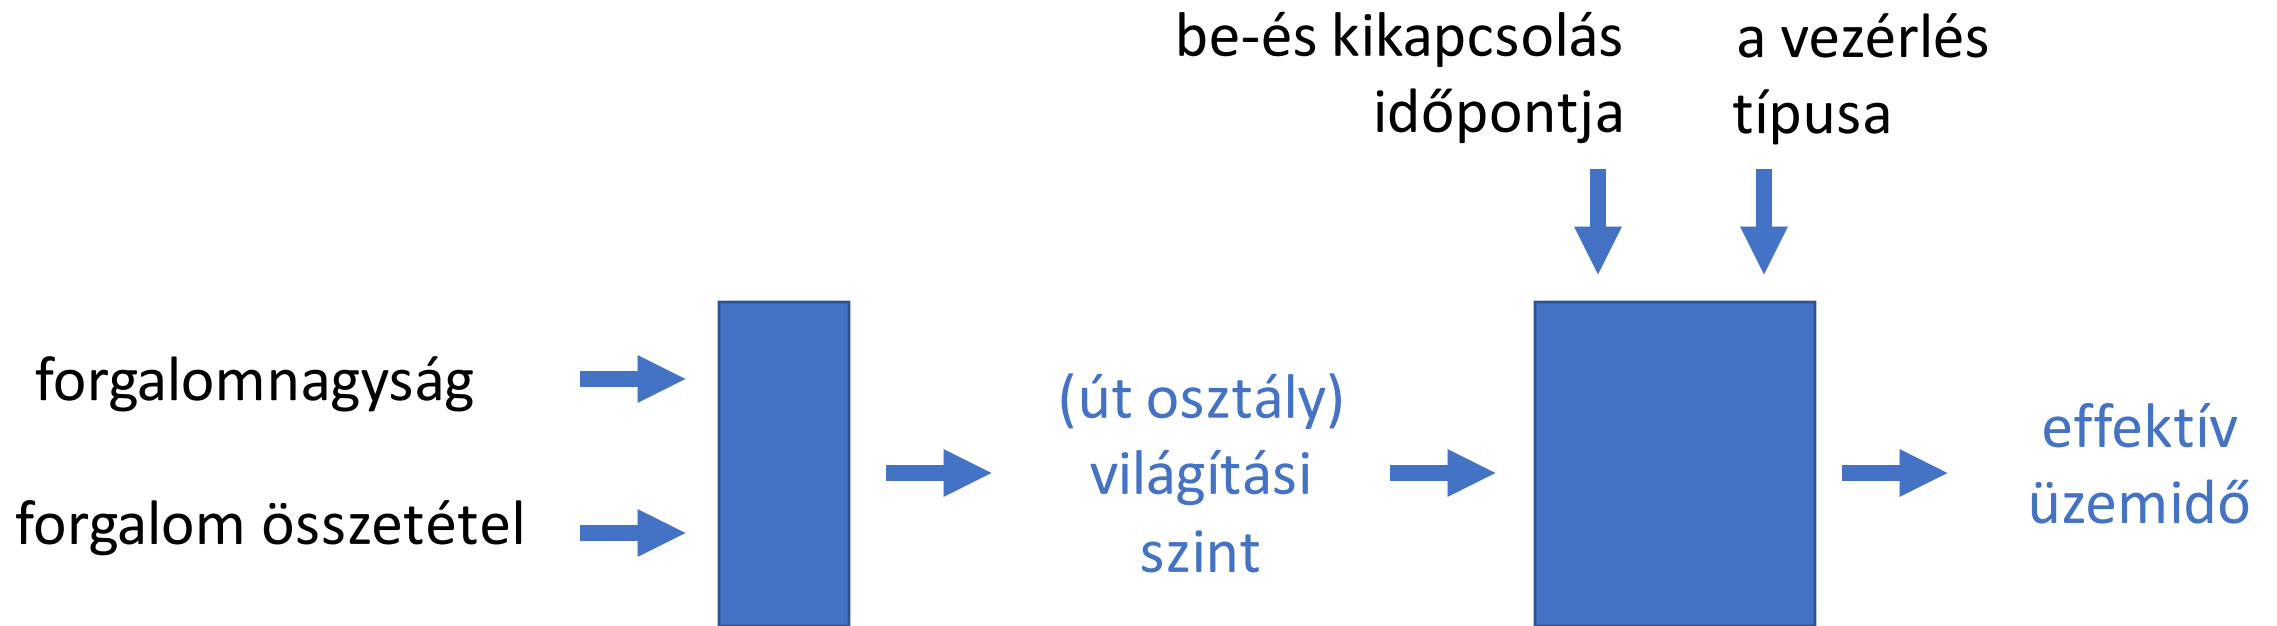 be-és kikapcsolás
időpontja
a vezérlés
típusa
forgalomnagyság
forgalom összetétel
(út osztály)
világítási
szint
effektív
üzemidő